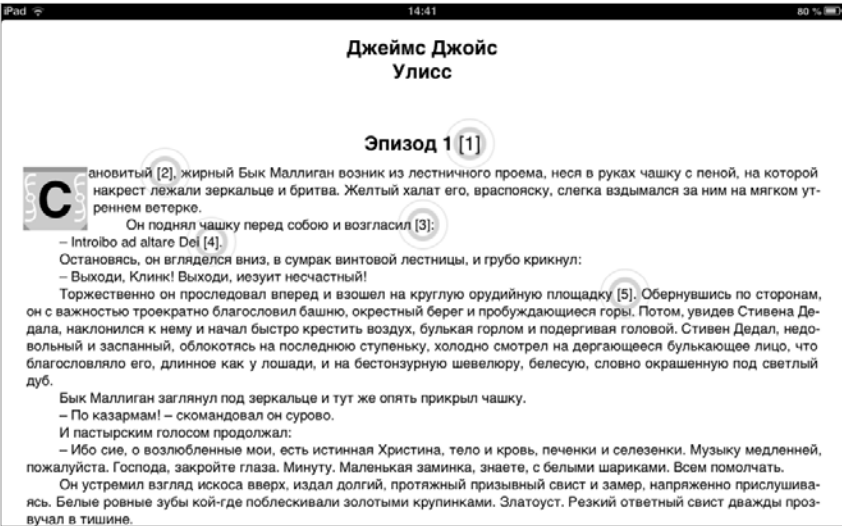 iPad 14:41 80 %
Джеймс Джойс
Улисс
Эпизод 1 [1]
Сановитый [2], жирный Бык Маллиган возник из лестничного проема, неся в руках чашку с пеной, на которой
накрест лежали зеркальце и бритва. Желтый халат его, враспояску, слегка вздымался за ним на мягком ут-
реннем ветерке.
Он поднял чашку перед собою и возгласил [3]:
– Introibo ad altare Dei [4].
Остановясь, он вгляделся вниз, в сумрак винтовой лестницы, и грубо крикнул:
– Выходи, Клинк! Выходи, иезуит несчастный!
Торжественно он проследовал вперед и взошел на круглую орудийную площадку [5]. Обернувшись по сторонам,
он с важностью троекратно благословил башню, окрестный берег и пробуждающиеся горы. Потом, увидев Стивена Де-
дала, наклонился к нему и начал быстро крестить воздух, булькая горлом и подергивая головой. Стивен Дедал, недо-
вольный и заспанный, облокотясь на последнюю ступеньку, холодно смотрел на дергающееся булькающее лицо, что
благословляло его, длинное как у лошади, и на бестонзурную шевелюру, белесую, словно окрашенную под светлый
дуб.
Бык Маллиган заглянул под зеркальце и тут же опять прикрыл чашку.
– По казармам! – скомандовал он сурово.
И пастырским голосом продолжал:
– Ибо сие, о возлюбленные мои, есть истинная Христина, тело и кровь, печенки и селезенки. Музыку медленней,
пожалуйста. Господа, закройте глаза. Минуту. Маленькая заминка, знаете, с белыми шариками. Всем помолчать.
Он устремил взгляд искоса вверх, издал долгий, протяжный призывный свист и замер, напряженно прислушива-
ясь. Белые ровные зубы кой-где поблескивали золотыми крупинками. Златоуст. Резкий ответный свист дважды проз-
вучал в тишине.